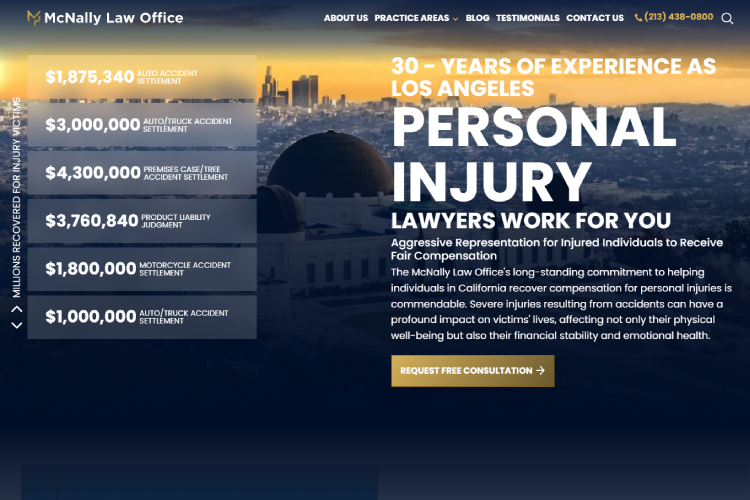 McNally Law Office
ABOUT US PRACTICE AREAS BLOG TESTIMONIALS CONTACT US (213) 438-0800
MILLIONS RECOVERED FOR INJURY VICTIMS
$1,875,340 AUTO ACCIDENT
SETTLEMENT
$3,000,000 AUTO/TRUCK ACCIDENT
SETTLEMENT
$4,300,000 PREMISES CASE/TREE
ACCIDENT SETTLEMENT
$3,760,840 PRODUCT LIABILITY
JUDGMENT
$1,800,000 MOTORCYCLE ACCIDENT
SETTLEMENT
$1,000,000 AUTO/TRUCK ACCIDENT
SETTLEMENT
30 - YEARS OF EXPERIENCE AS
LOS ANGELES
PERSONAL
INJURY
LAWYERS WORK FOR YOU
Aggressive Representation for Injured Individuals to Receive
Fair Compensation
The McNally Law Office's long-standing commitment to helping
individuals in California recover compensation for personal injuries is
commendable. Severe injuries resulting from accidents can have a
profound impact on victims' lives, affecting not only their physical
well-being but also their financial stability and emotional health.
REQUEST FREE CONSULTATION →